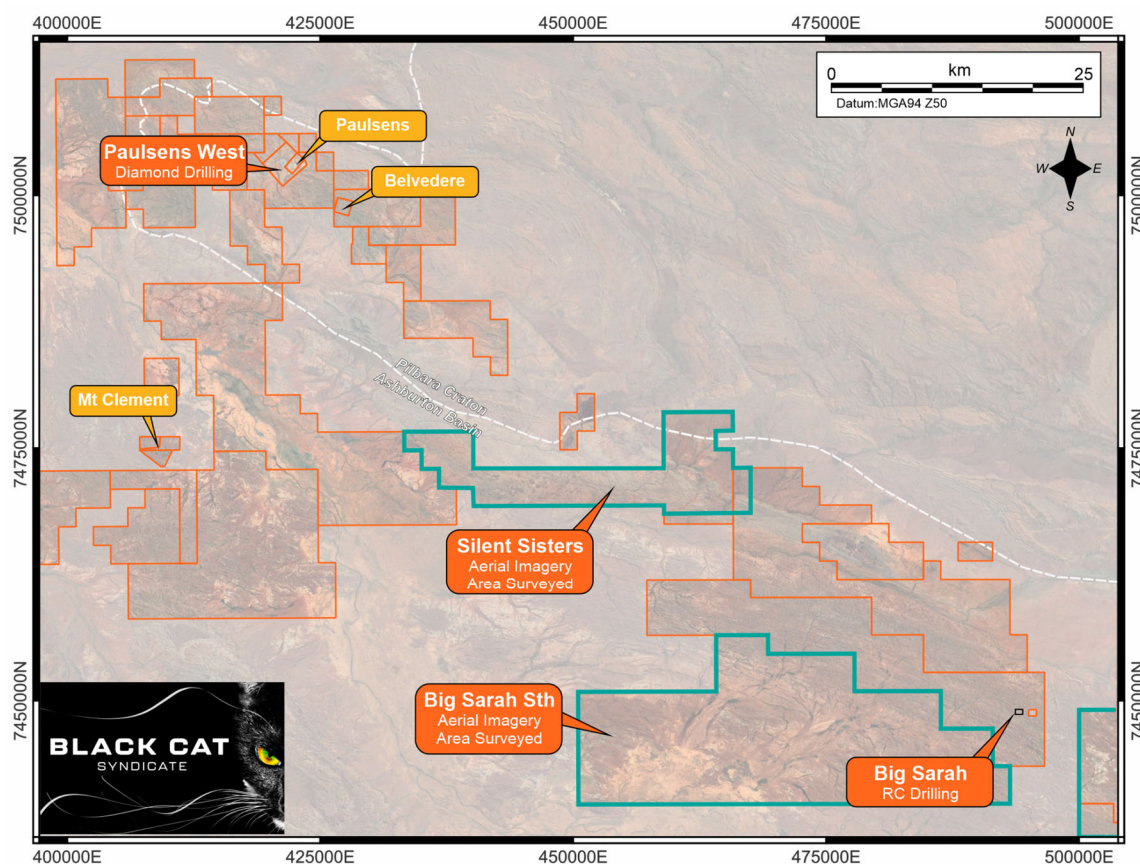 400000E
425000E
450000E
475000E
500000E
0 km 25
Datum:MGA94 Z50
N
W E
S
7500000N
7500000N
Paulsens
Paulsens West
Diamond Drilling
Belvedere
Pilbara Craton
Ashburton Basin
Mt Clement
7475000N
7475000N
Silent Sisters
Aerial Imagery
Area Surveyed
Big Sarah Sth
Aerial Imagery
Area Surveyed
7450000N
7450000N
Big Sarah
RC Drilling
BLACK CAT
SYNDICATE
400000E
425000E
450000E
475000E
500000E